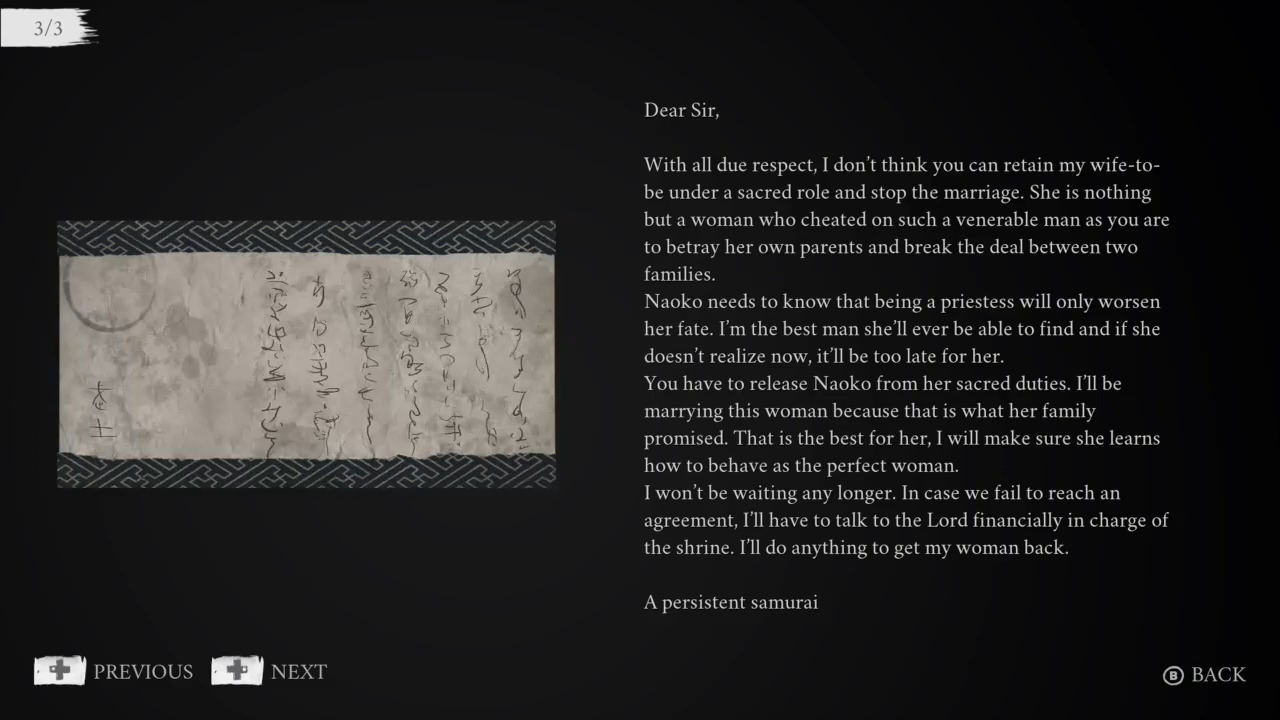 3/3
Dear Sir,
With all due respect, I don't think you can retain my wife-to-
be under a sacred role and stop the marriage. She is nothing
but a woman who cheated on such a venerable man as you are
to betray her own parents and break the deal between two
families.
Naoko needs to know that being a priestess will only worsen
her fate. I'm the best man she'll ever be able to find and if she
doesn't realize now, it'll be too late for her.
You have to release Naoko from her sacred duties. I'll be
marrying this woman because that is what her family
promised. That is the best for her, I will make sure she learns
how to behave as the perfect woman.
I won't be waiting any longer. In case we fail to reach an
agreement, I'll have to talk to the Lord financially in charge of
the shrine. I'll do anything to get my woman back.
A persistent samurai
PREVIOUS
NEXT
B BACK